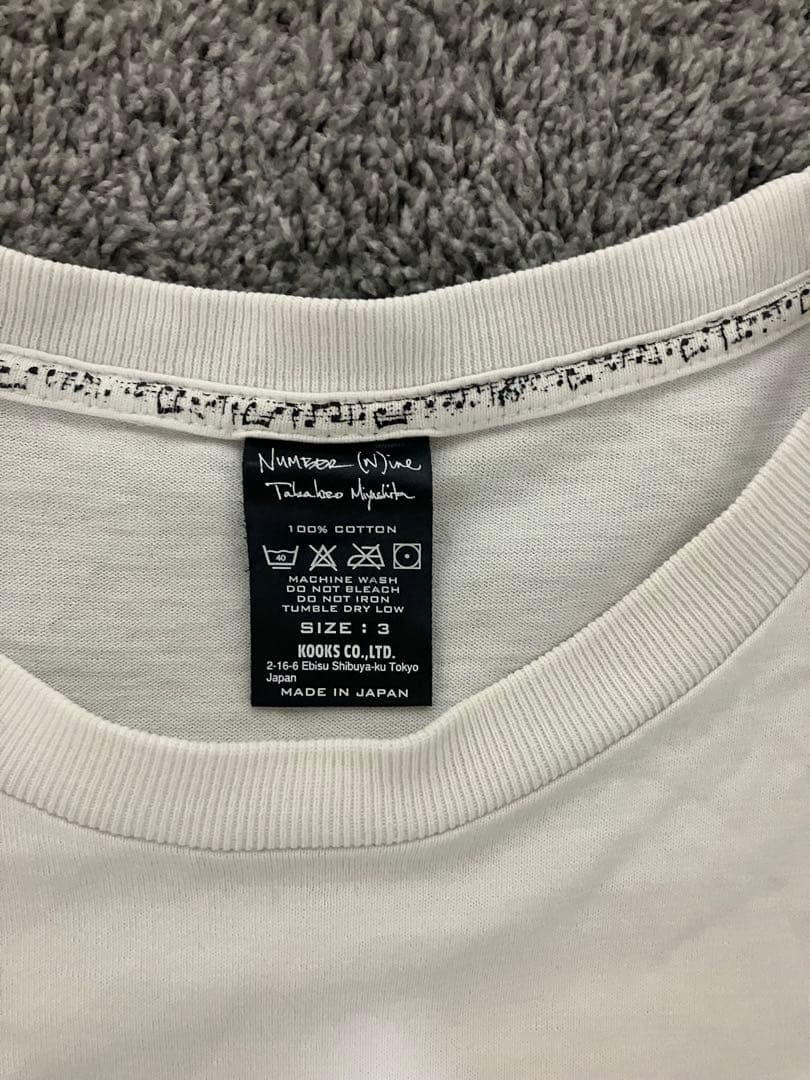 NUMBER (N)ine
Takahiro Miyashita
100% COTTON
40
MACHINE WASH
DO NOT BLEACH
DO NOT IRON
TUMBLE DRY LOW
SIZE : 3
KOOKS CO.,LTD.
2-16-6 Ebisu Shibuya-ku Tokyo
Japan
MADE IN JAPAN